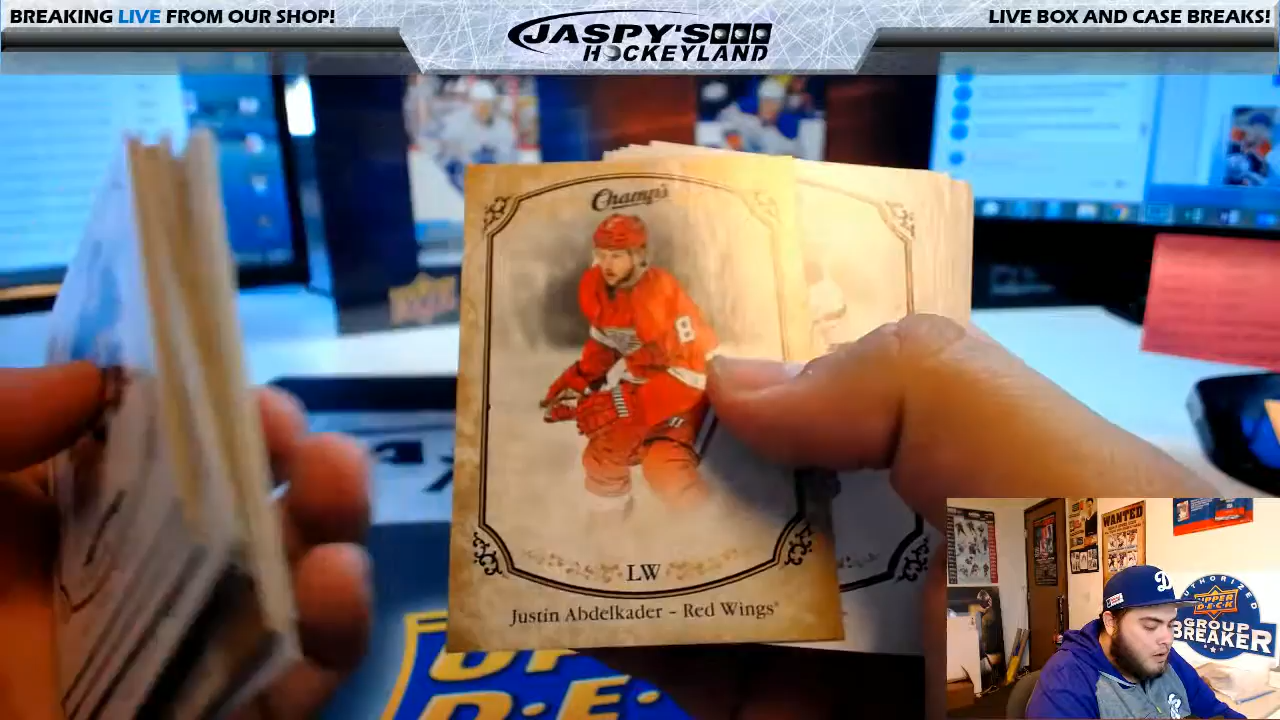 BREAKING LIVE FROM OUR SHOP!
JASPY'S
HOCKEYLAND
LIVE BOX AND CASE BREAKS!
Champ's
8
LW
Justin Abdelkader - Red Wings
WANTED
AUTHORIZED
UPPER DECK
GROUP
BREAKER
D